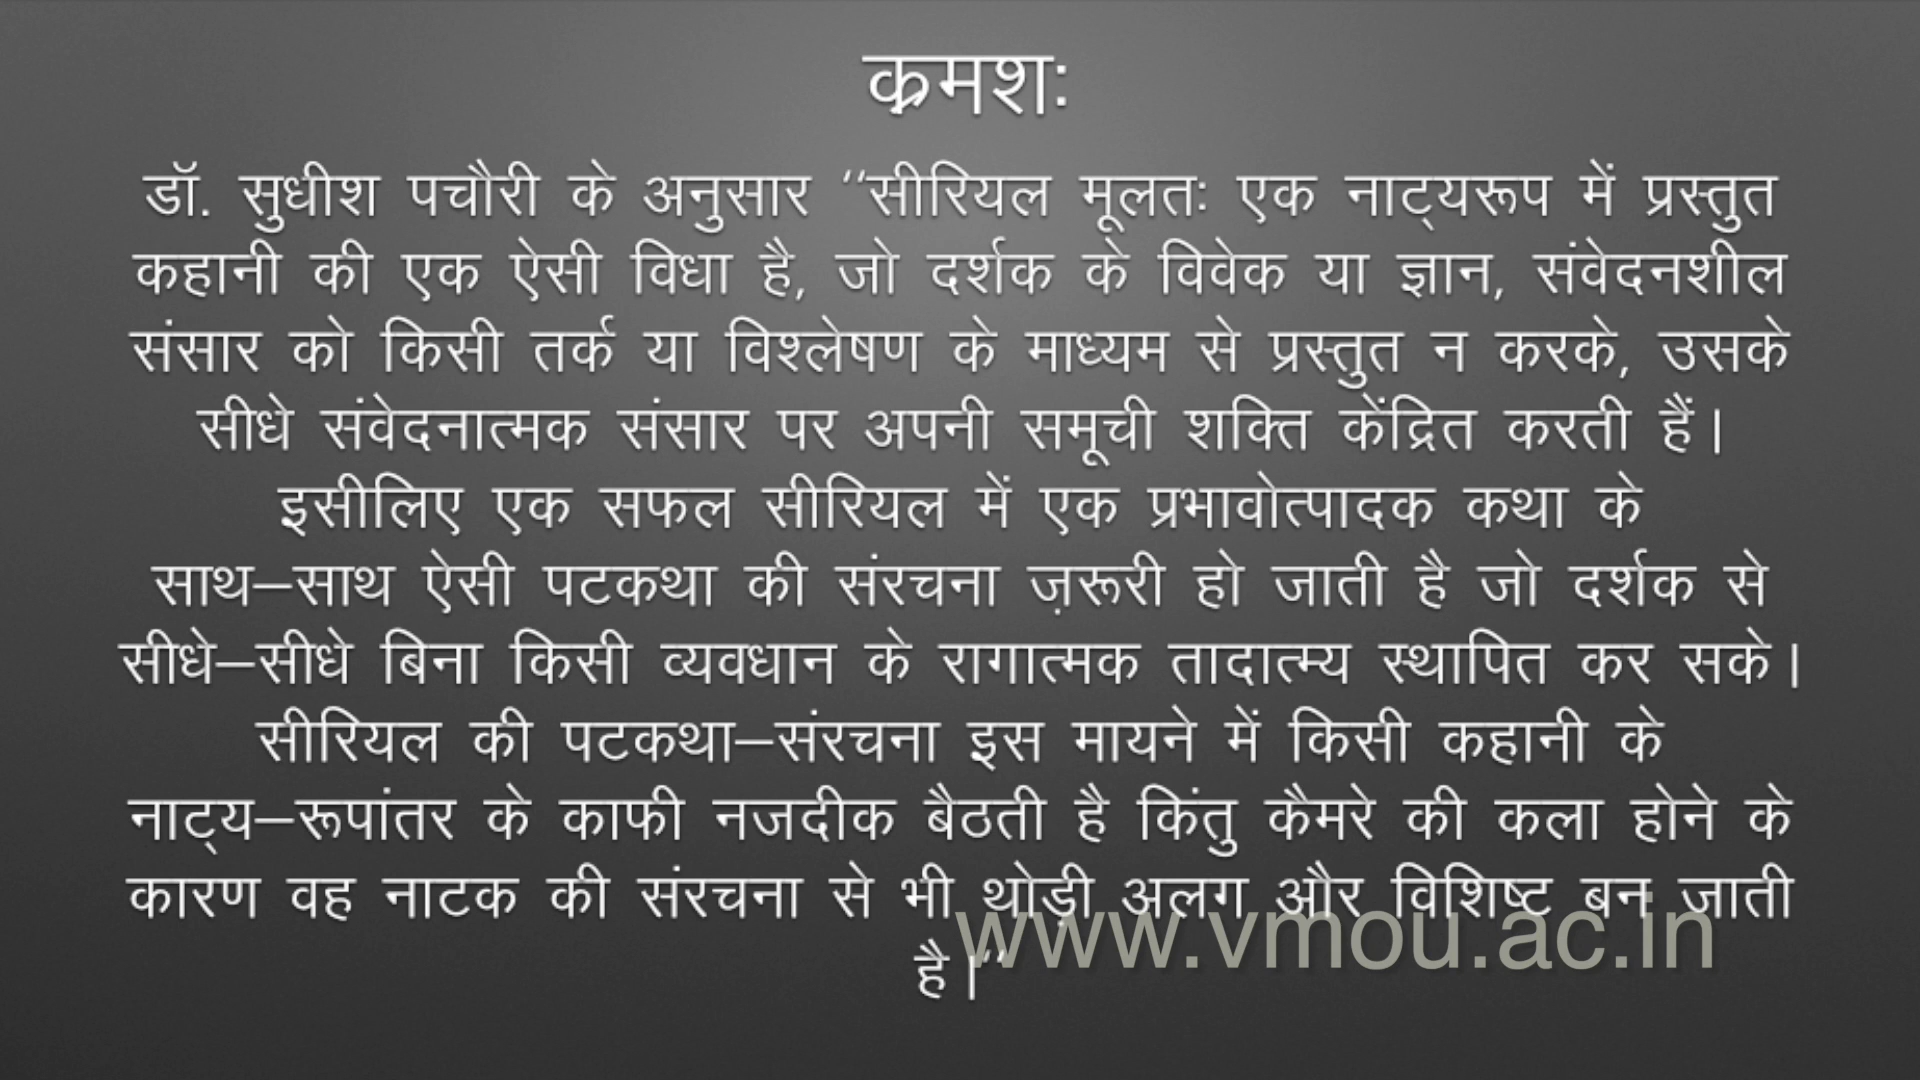 क्रमशः
डॉ. सुधीश पचौरी के अनुसार ‘‘सीरियल मूलतः एक नाट्यरूप में प्रस्तुत
कहानी की एक ऐसी विधा है, जो दर्शक के विवेक या ज्ञान, संवेदनशील
संसार को किसी तर्क या विश्लेषण के माध्यम से प्रस्तुत न करके, उसके
सीधे संवेदनात्मक संसार पर अपनी समूची शक्ति केंद्रित करती हैं।
इसीलिए एक सफल सीरियल में एक प्रभावोत्पादक कथा के
साथ–साथ ऐसी पटकथा की संरचना ज़रूरी हो जाती है जो दर्शक से
सीधे–सीधे बिना किसी व्यवधान के रागात्मक तादात्म्य स्थापित कर सके।
सीरियल की पटकथा–संरचना इस मायने में किसी कहानी के
नाट्य–रूपांतर के काफी नजदीक बैठती है किंतु कैमरे की कला होने के
कारण वह नाटक की संरचना से भी थोड़ी अलग और विशिष्ट बन जाती
है।’’
www.vmou.ac.in